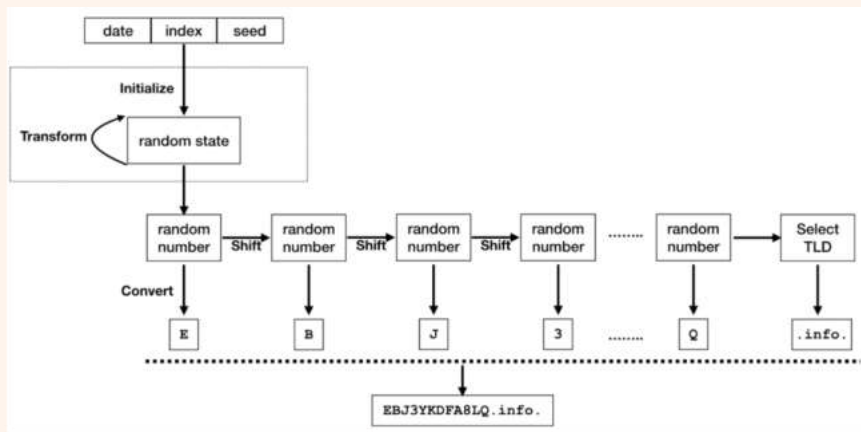 date index seed
Initialize
Transform
random state
random random random random random
number Shift number Shift number Shift number ........ number
Select
TLD
Convert
E B J 3 ........ Q .info.
EBJ3YKDFA8LQ.info.